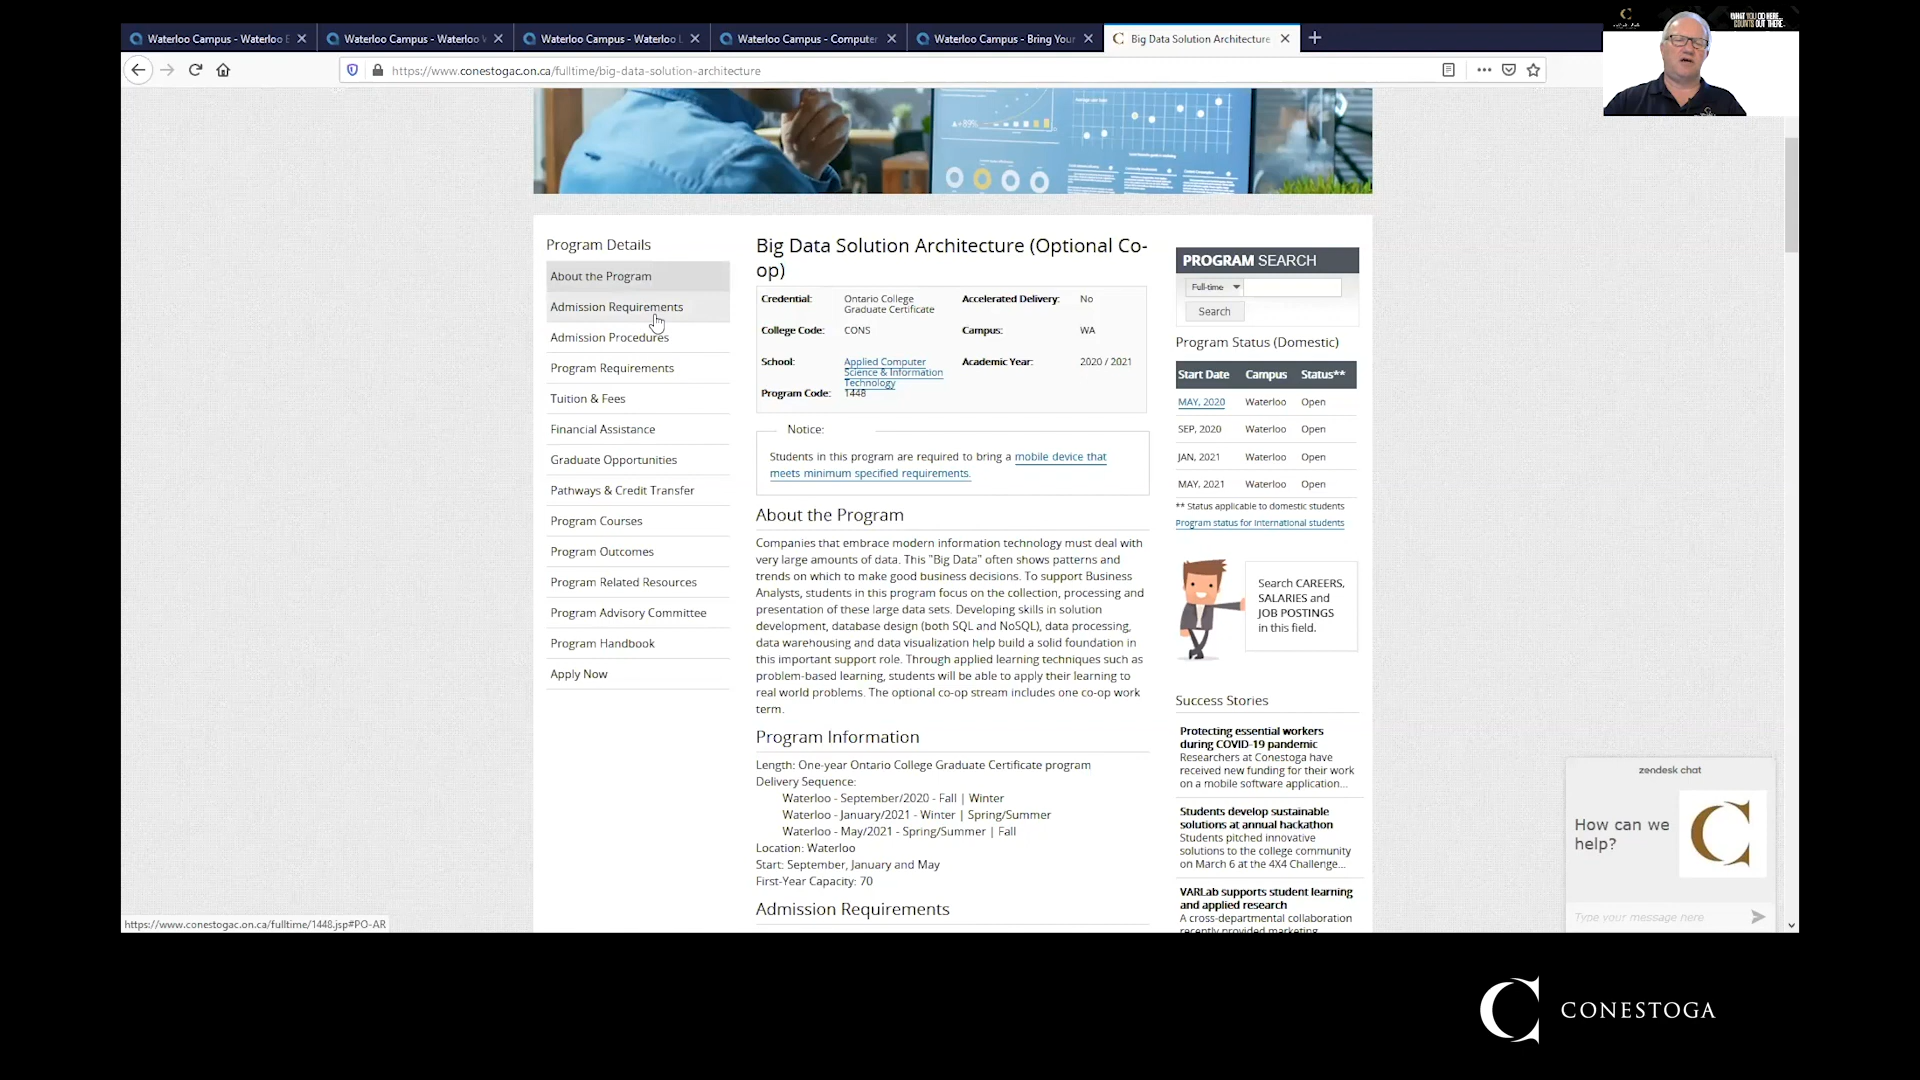 Waterloo Campus - Waterloo E
Waterloo Campus - Waterloo
Waterloo Campus - Waterloo L
Waterloo Campus - Computer
Waterloo Campus - Bring Your
Big Data Solution Architecture
https://www.conestogac.on.ca/fulltime/big-data-solution-architecture
WHAT YOU DO HERE...
COUNTS OUT THERE.
+89%
Program Details
About the Program
Admission Requirements
Admission Procedures
Program Requirements
Tuition & Fees
Financial Assistance
Graduate Opportunities
Pathways & Credit Transfer
Program Courses
Program Outcomes
Program Related Resources
Program Advisory Committee
Program Handbook
Apply Now
Big Data Solution Architecture (Optional Co-
op)
Credential: Ontario College Accelerated Delivery: No
Graduate Certificate
College Code: CONS Campus: WA
School: Applied Computer Academic Year: 2020 / 2021
Science & Information
Technology
Program Code: 1448
Notice:
Students in this program are required to bring a mobile device that
meets minimum specified requirements.
About the Program
Companies that embrace modern information technology must deal with
very large amounts of data. This "Big Data" often shows patterns and
trends on which to make good business decisions. To support Business
Analysts, students in this program focus on the collection, processing and
presentation of these large data sets. Developing skills in solution
development, database design (both SQL and NoSQL), data processing,
data warehousing and data visualization help build a solid foundation in
this important support role. Through applied learning techniques such as
problem-based learning, students will be able to apply their learning to
real world problems. The optional co-op stream includes one co-op work
term.
Program Information
Length: One-year Ontario College Graduate Certificate program
Delivery Sequence:
Waterloo - September/2020 - Fall | Winter
Waterloo - January/2021 - Winter | Spring/Summer
Waterloo - May/2021 - Spring/Summer | Fall
Location: Waterloo
Start: September, January and May
First-Year Capacity: 70
Admission Requirements
PROGRAM SEARCH
Full-time
Search
Program Status (Domestic)
Start Date Campus Status**
MAY, 2020 Waterloo Open
SEP, 2020 Waterloo Open
JAN, 2021 Waterloo Open
MAY, 2021 Waterloo Open
** Status applicable to domestic students
Program status for International students
Search CAREERS,
SALARIES and
JOB POSTINGS
in this field.
Success Stories
Protecting essential workers
during COVID-19 pandemic
Researchers at Conestoga have
received new funding for their work
on a mobile software application...
Students develop sustainable
solutions at annual hackathon
Students pitched innovative
solutions to the college community
on March 6 at the 4X4 Challenge...
VARLab supports student learning
and applied research
A cross-departmental collaboration
recently provided marketing
zendesk chat
How can we
help?
Type your message here
https://www.conestogac.on.ca/fulltime/1448.jsp#PO-AR
CONESTOGA